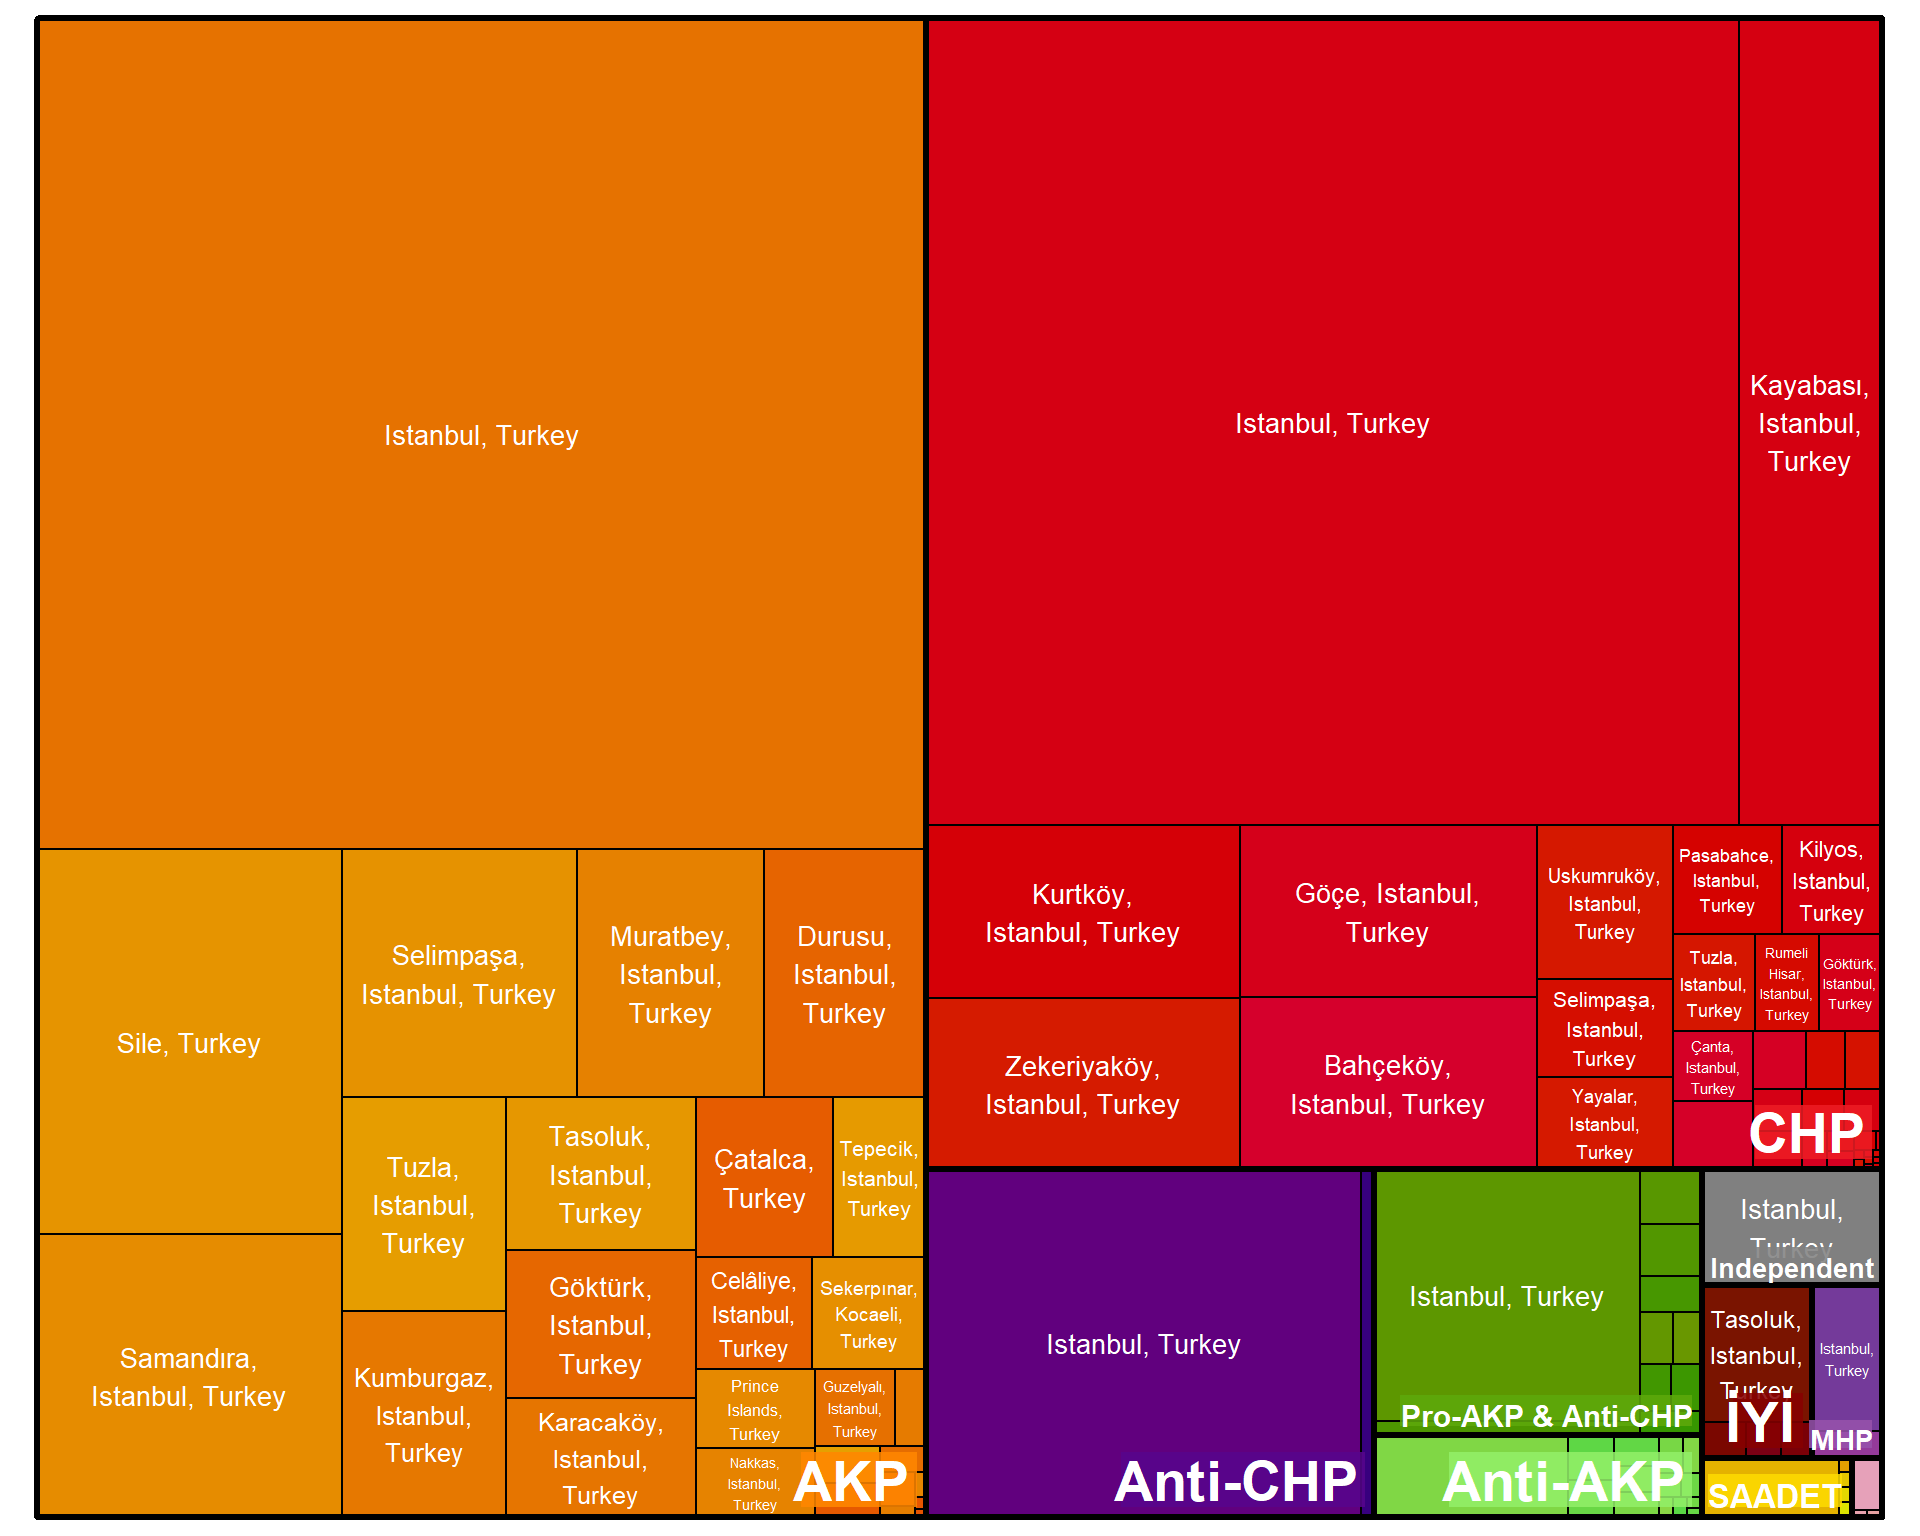 Istanbul, Turkey
Sile, Turkey
Samandıra,
Istanbul, Turkey
Selimpaşa,
Istanbul, Turkey
Muratbey,
Istanbul,
Turkey
Durusu,
Istanbul,
Turkey
Tuzla,
Istanbul,
Turkey
Kumburgaz,
Istanbul,
Turkey
Tasoluk,
Istanbul,
Turkey
Göktürk,
Istanbul,
Turkey
Karacaköy,
Istanbul,
Turkey
Çatalca,
Turkey
Tepecik,
Istanbul,
Turkey
Celâliye,
Istanbul,
Turkey
Sekerpınar,
Kocaeli,
Turkey
Prince
Islands,
Turkey
Guzelyalı,
Istanbul,
Turkey
Nakkas,
Istanbul,
Turkey
AKP
Istanbul, Turkey
Kayabası,
Istanbul,
Turkey
Kurtköy,
Istanbul, Turkey
Göçe, Istanbul,
Turkey
Zekeriyaköy,
Istanbul, Turkey
Bahçeköy,
Istanbul, Turkey
Uskumruköy,
Istanbul,
Turkey
Selimpaşa,
Istanbul,
Turkey
Yayalar,
Istanbul,
Turkey
Pasabahce,
Istanbul,
Turkey
Kilyos,
Istanbul,
Turkey
Tuzla,
Istanbul,
Turkey
Rumeli
Hisar,
Istanbul,
Turkey
Göktürk,
Istanbul,
Turkey
Çanta,
Istanbul,
Turkey
CHP
Istanbul, Turkey
Anti-CHP
Istanbul, Turkey
Pro-AKP & Anti-CHP
Anti-AKP
Istanbul,
Turkey
Independent
Tasoluk,
Istanbul,
Turkey
İYİ
Istanbul,
Turkey
MHP
SAADET